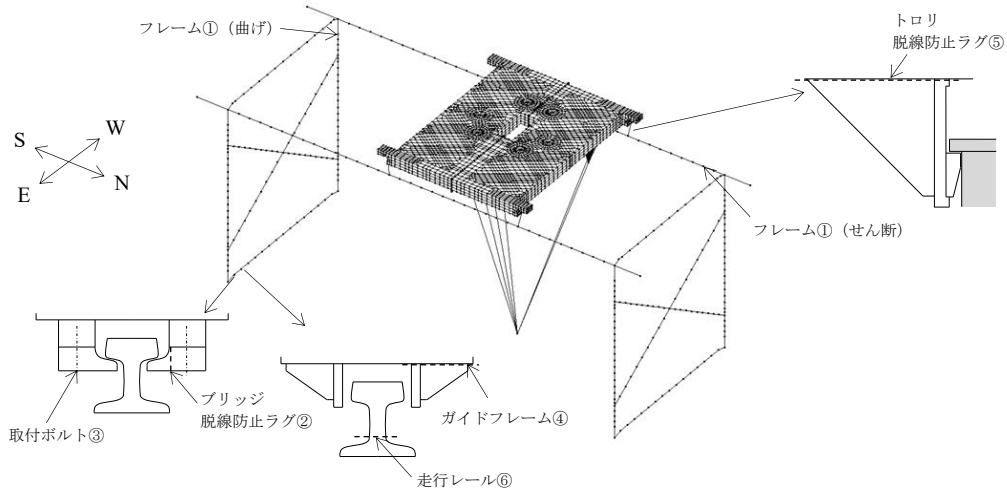 フレーム①（曲げ）
トロリ
脱線防止ラグ⑤
S
W
E
N
フレーム①（せん断）
ブリッジ
脱線防止ラグ②
取付ボルト③
ガイドフレーム④
走行レール⑥